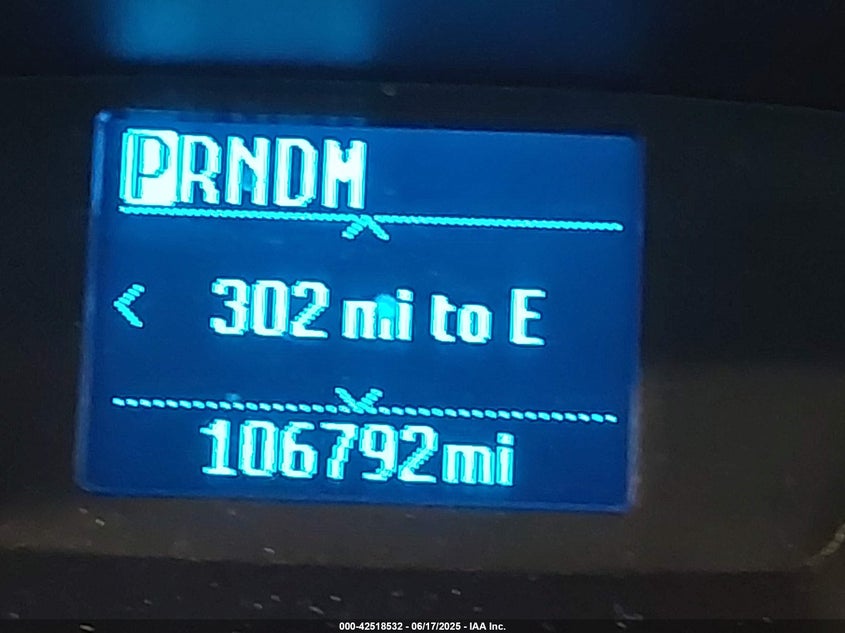 PRNDM
302 mi to E
106792mi
000-42518532 - 06/17/2025 - IAA Inc.